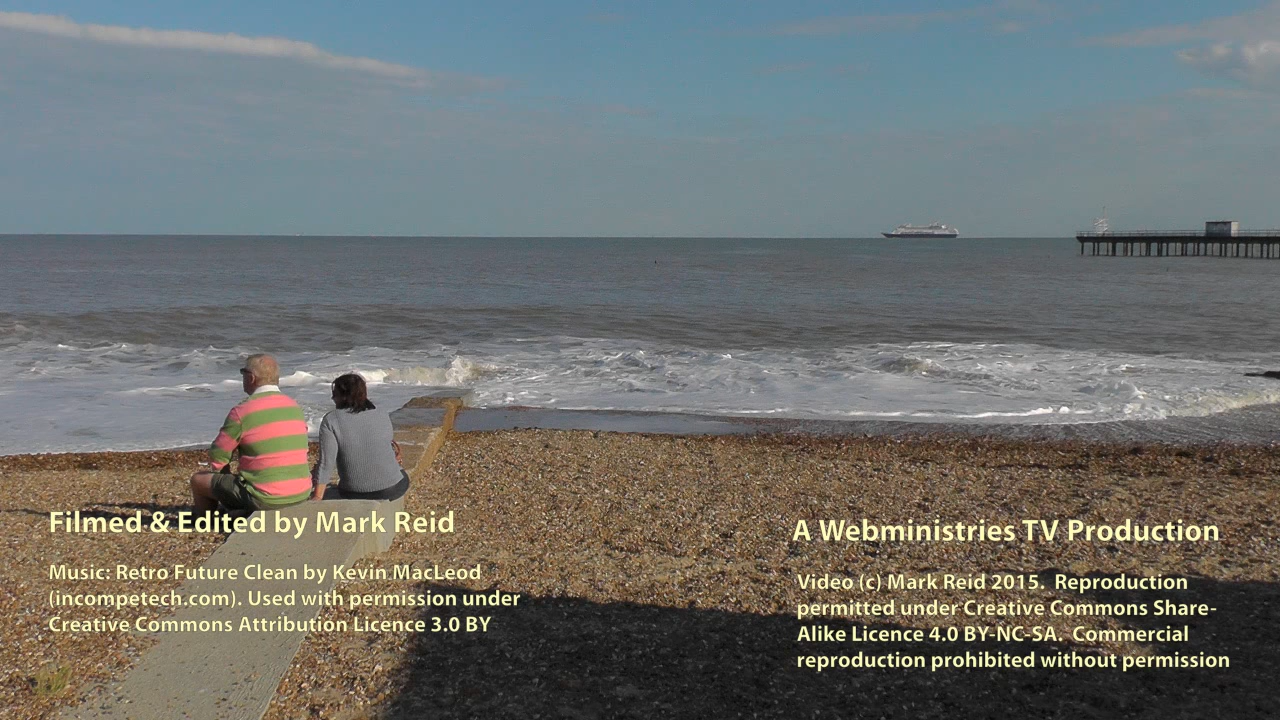 Filmed & Edited by Mark Reid
Music: Retro Future Clean by Kevin MacLeod
(incompetech.com). Used with permission under
Creative Commons Attribution Licence 3.0 BY
A Webministries TV Production
Video (c) Mark Reid 2015.  Reproduction
permitted under Creative Commons Share-
Alike Licence 4.0 BY-NC-SA.  Commercial
reproduction prohibited without permission